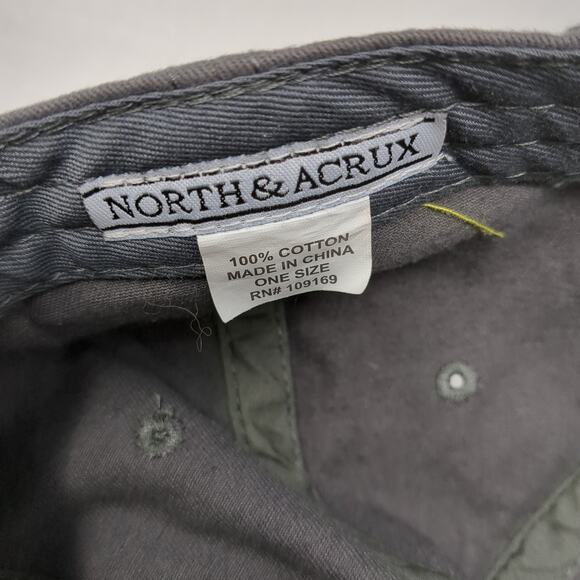 NORTH & ACRUX
100% COTTON
MADE IN CHINA
ONE SIZE
RN# 109169